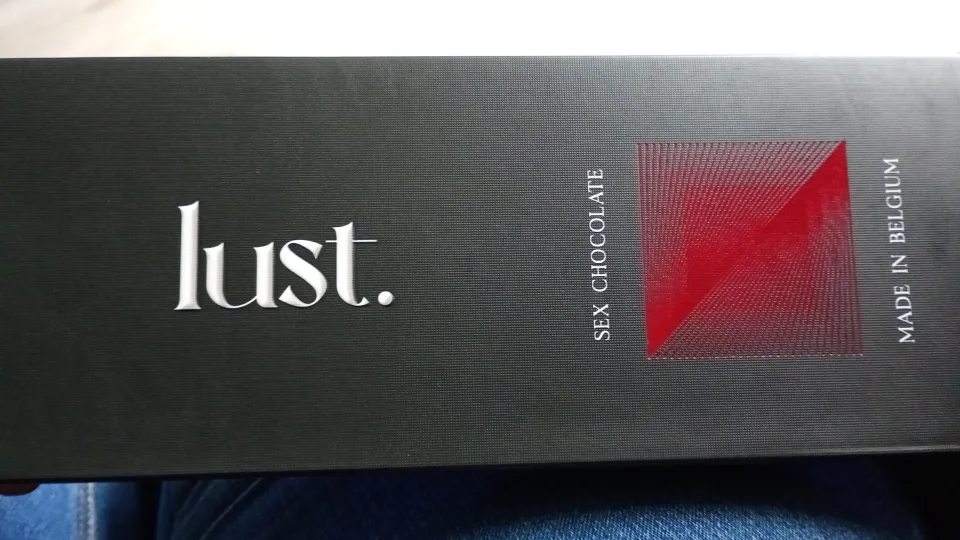 lust.
SEX CHOCOLATE
MADE IN BELGIUM